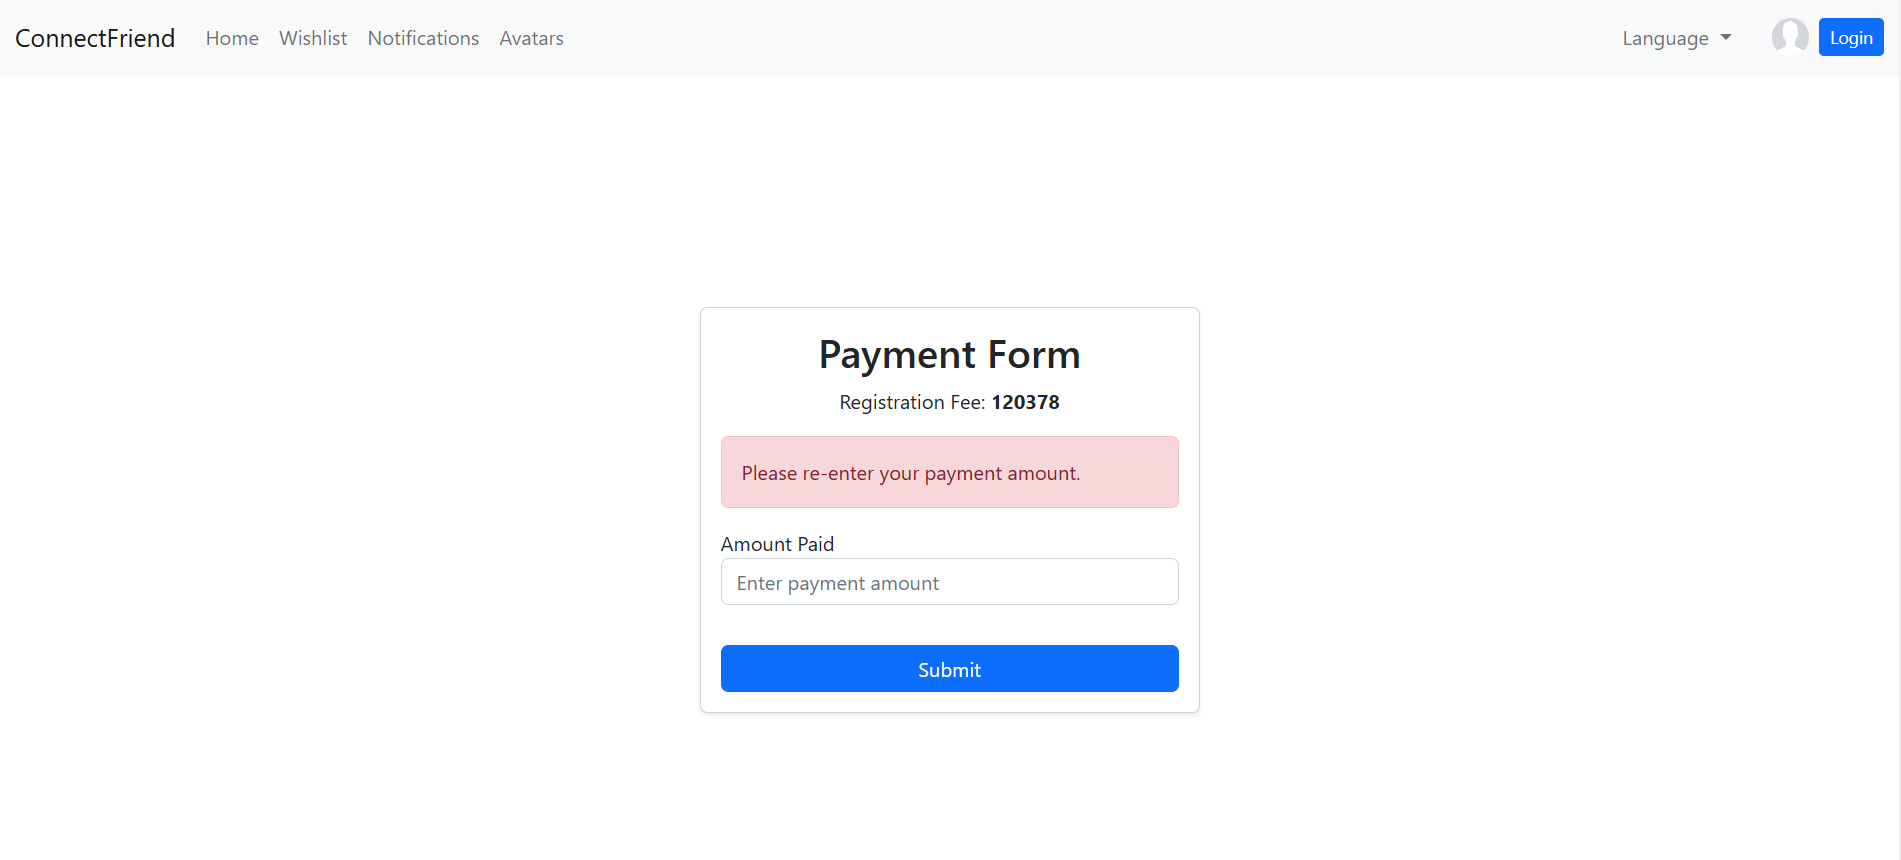 ConnectFriend Home Wishlist Notifications Avatars Language Login
Payment Form
Registration Fee: 120378
Please re-enter your payment amount.
Amount Paid
Enter payment amount
Submit